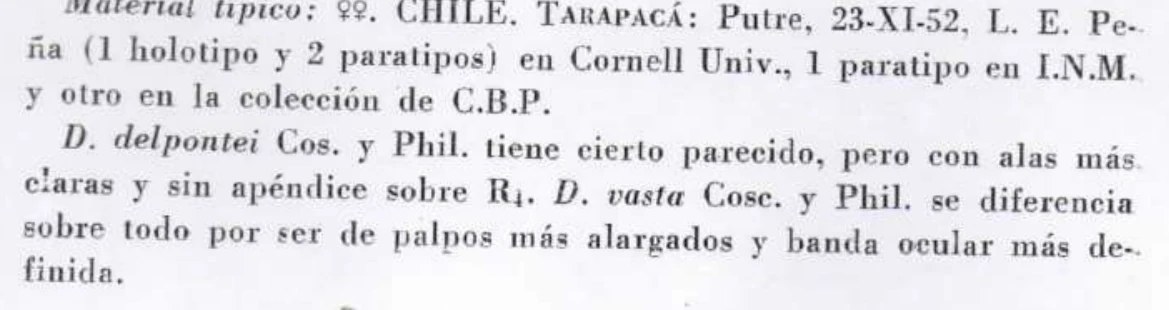 Material típico: ♀♀. CHILE. TARAPACÁ: Putre, 23-XI-52, L. E. Pe-
ña (1 holotipo y 2 paratipos) en Cornell Univ., 1 paratipo en I.N.M.
y otro en la colección de C.B.P.
D. delpontei Cos. y Phil. tiene cierto parecido, pero con alas más
claras y sin apéndice sobre R₄. D. vasta Cosc. y Phil. se diferencia
sobre todo por ser de palpos más alargados y banda ocular más de-
finida.